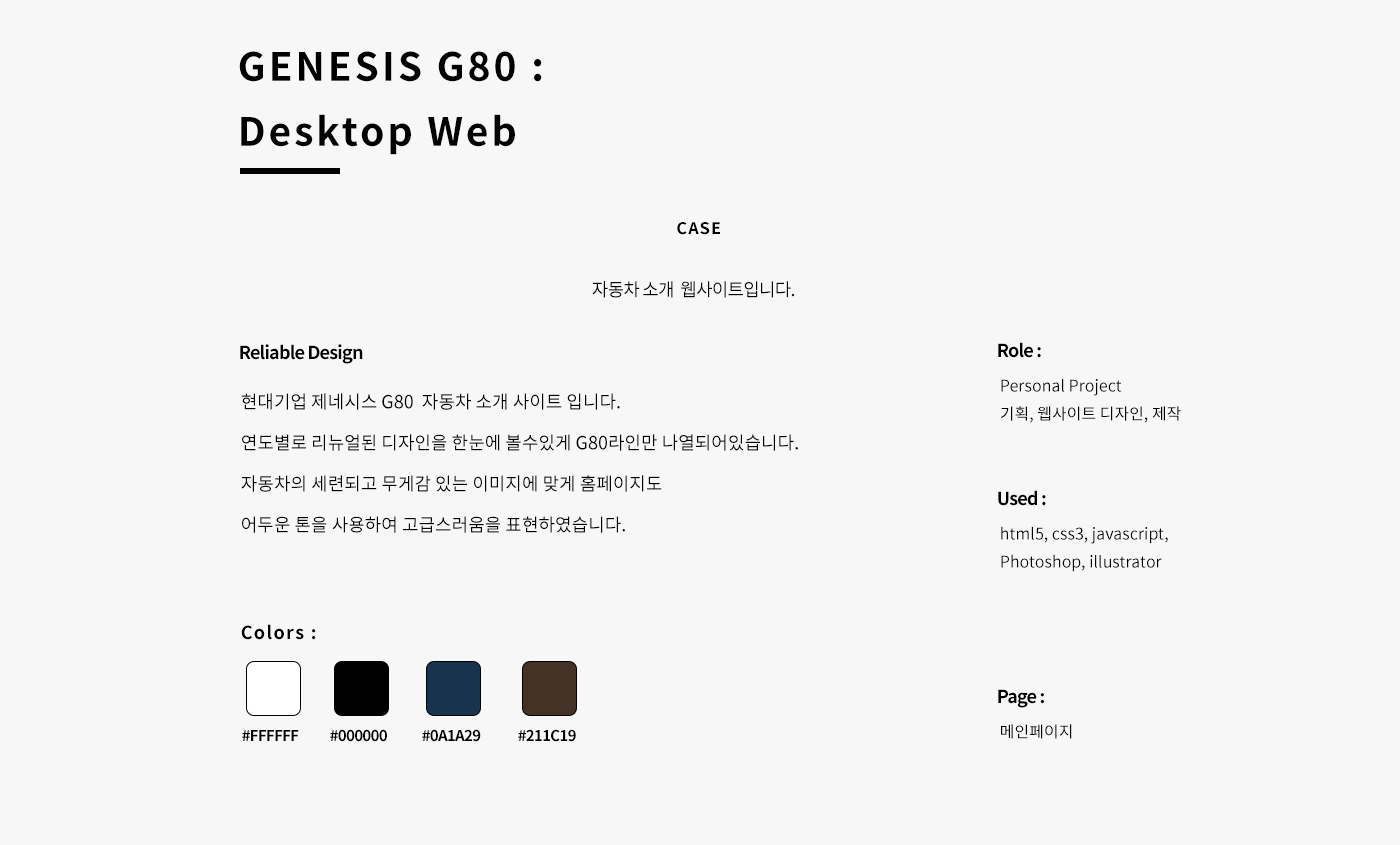 GENESIS G80 :
Desktop Web
CASE
자동차 소개 웹사이트입니다.
Reliable Design
현대기업 제네시스 G80 자동차 소개 사이트 입니다.
연도별로 리뉴얼된 디자인을 한눈에 볼수있게 G80라인만 나열되어있습니다.
자동차의 세련되고 무게감 있는 이미지에 맞게 홈페이지도
어두운 톤을 사용하여 고급스러움을 표현하였습니다.
Role :
Personal Project
기획, 웹사이트 디자인, 제작
Used :
html5, css3, javascript,
Photoshop, illustrator
Colors :
#FFFFFF #000000 #0A1A29 #211C19
Page :
메인페이지